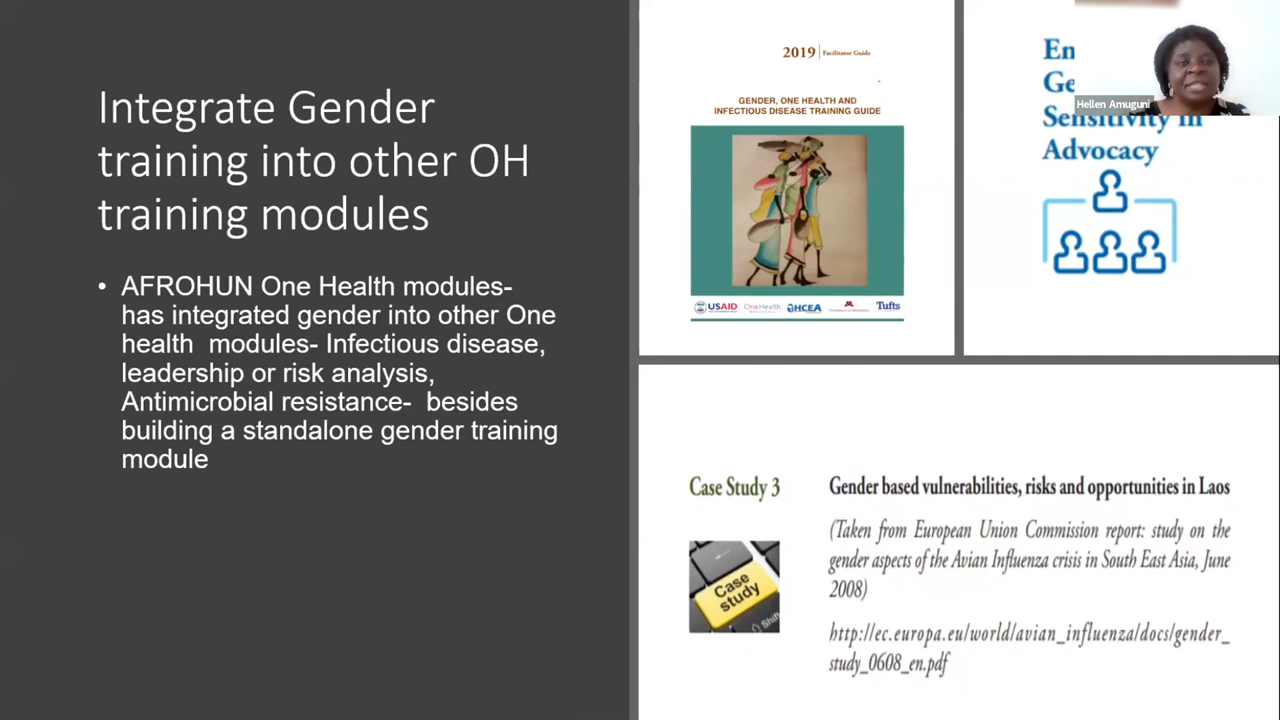 Integrate Gender
training into other OH
training modules
• AFROHUN One Health modules-
has integrated gender into other One
health modules- Infectious disease,
leadership or risk analysis,
Antimicrobial resistance- besides
building a standalone gender training
module
2019 | Facilitator Guide
GENDER, ONE HEALTH AND
INFECTIOUS DISEASE TRAINING GUIDE
USAID
OneHealth
OHCEA
Tufts
En
Ge
Sensitivity in
Advocacy
Hellen Amuguni
Case Study 3
Case
study
Shift
Gender based vulnerabilities, risks and opportunities in Laos
(Taken from European Union Commission report: study on the
gender aspects of the Avian Influenza crisis in South East Asia, June
2008)
http://ec.europa.eu/world/avian_influenza/docs/gender_
study_0608_en.pdf